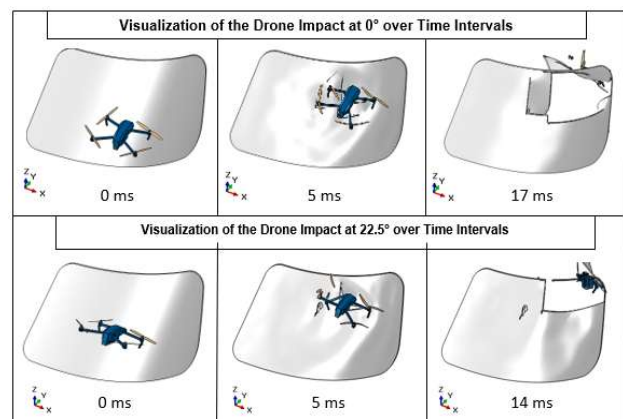 Visualization of the Drone Impact at 0° over Time Intervals
Z Y X
0 ms
Z Y X
5 ms
Z Y X
17 ms
Visualization of the Drone Impact at 22.5° over Time Intervals
Z Y X
0 ms
Z Y X
5 ms
Z Y X
14 ms